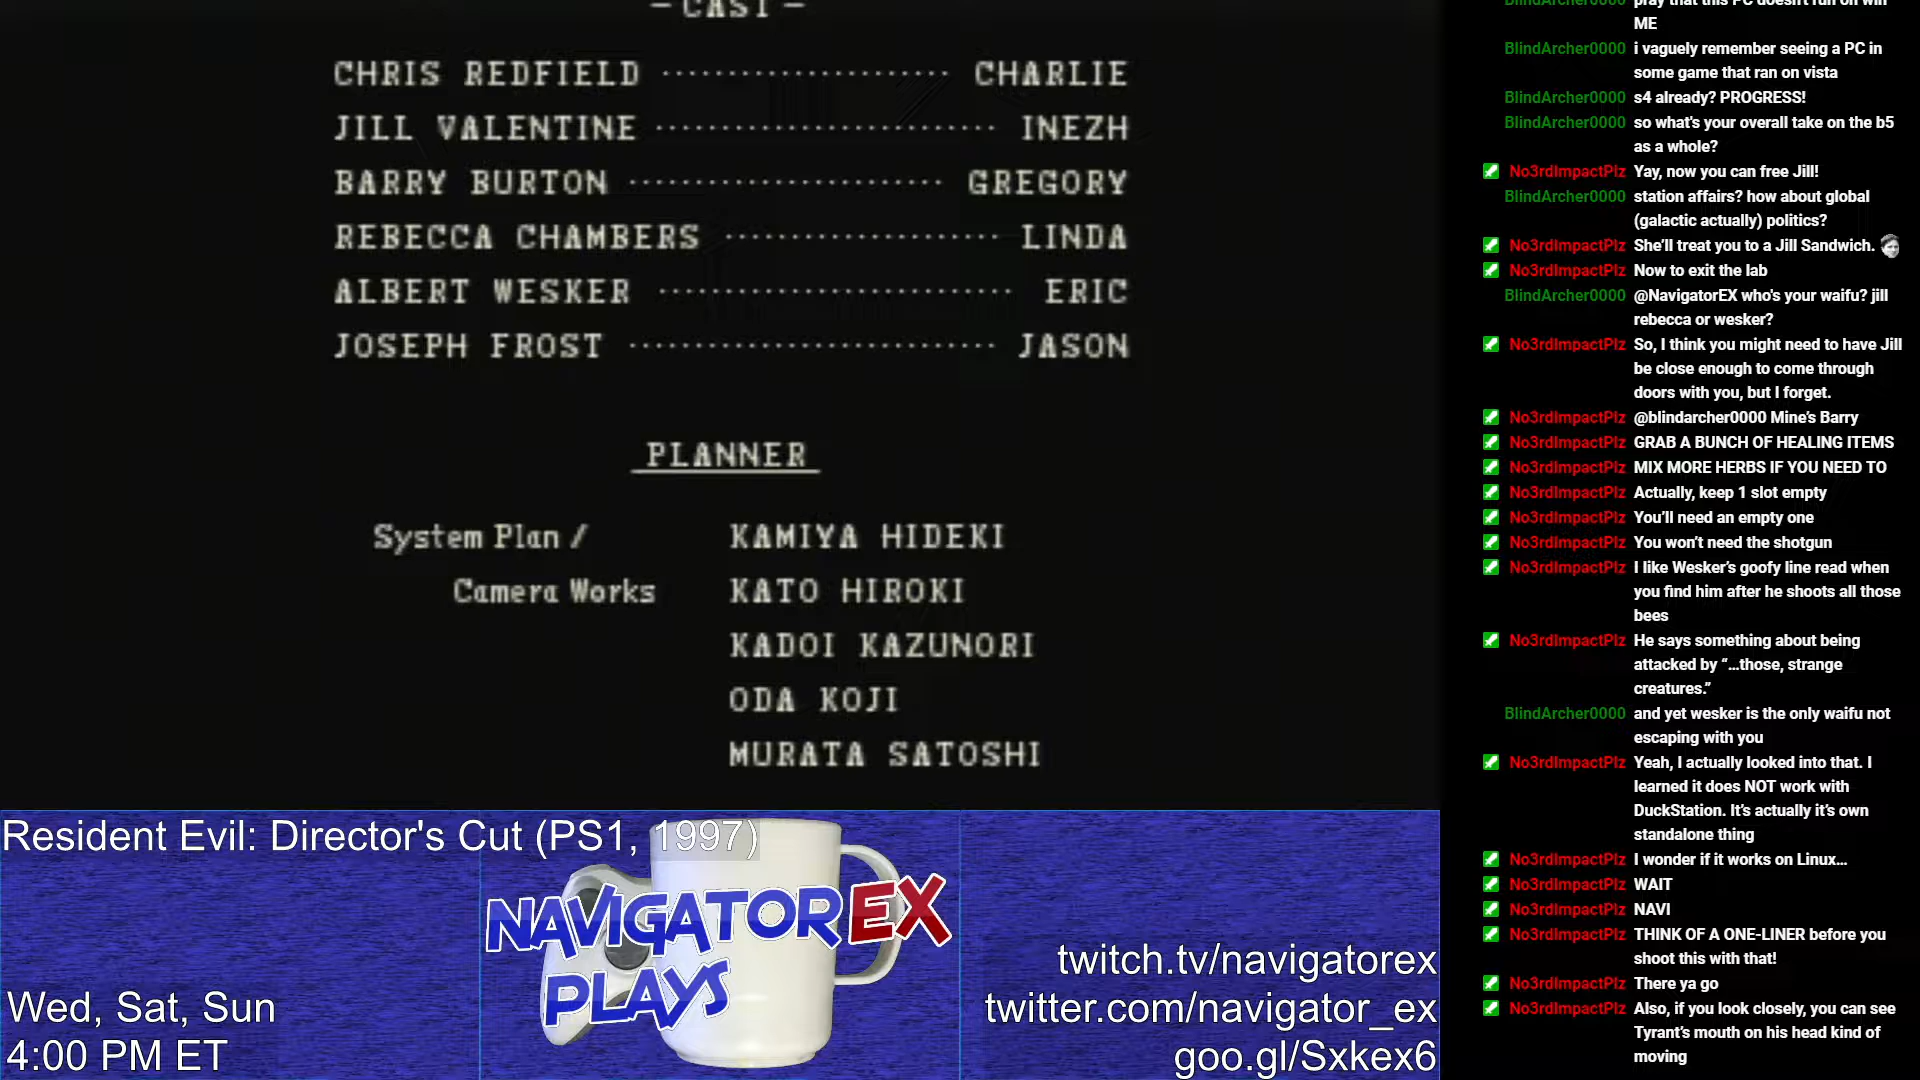 – CAST –
CHRIS REDFIELD ······················ CHARLIE
JILL VALENTINE ·························· INEZH
BARRY BURTON ························ GREGORY
REBECCA CHAMBERS ····················· LINDA
ALBERT WESKER ··························· ERIC
JOSEPH FROST ···························· JASON
PLANNER
System Plan / KAMIYA HIDEKI
Camera Works KATO HIROKI
KADOI KAZUNORI
ODA KOJI
MURATA SATOSHI
Resident Evil: Director's Cut (PS1, 1997)
NAVIGATOREX
PLAYS
Wed, Sat, Sun
4:00 PM ET
twitch.tv/navigatorex
twitter.com/navigator_ex
goo.gl/Sxkex6
BlindArcher0000 pray that this PC doesn't run on win
ME
BlindArcher0000 i vaguely remember seeing a PC in
some game that ran on vista
BlindArcher0000 s4 already? PROGRESS!
BlindArcher0000 so what's your overall take on the b5
as a whole?
No3rdImpactPlz Yay, now you can free Jill!
BlindArcher0000 station affairs? how about global
(galactic actually) politics?
No3rdImpactPlz She'll treat you to a Jill Sandwich.
No3rdImpactPlz Now to exit the lab
BlindArcher0000 @NavigatorEX who's your waifu? jill
rebecca or wesker?
No3rdImpactPlz So, I think you might need to have Jill
be close enough to come through
doors with you, but I forget.
No3rdImpactPlz @blindarcher0000 Mine's Barry
No3rdImpactPlz GRAB A BUNCH OF HEALING ITEMS
No3rdImpactPlz MIX MORE HERBS IF YOU NEED TO
No3rdImpactPlz Actually, keep 1 slot empty
No3rdImpactPlz You'll need an empty one
No3rdImpactPlz You won't need the shotgun
No3rdImpactPlz I like Wesker's goofy line read when
you find him after he shoots all those
bees
No3rdImpactPlz He says something about being
attacked by “…those, strange
creatures.”
BlindArcher0000 and yet wesker is the only waifu not
escaping with you
No3rdImpactPlz Yeah, I actually looked into that. I
learned it does NOT work with
DuckStation. It's actually it's own
standalone thing
No3rdImpactPlz I wonder if it works on Linux…
No3rdImpactPlz WAIT
No3rdImpactPlz NAVI
No3rdImpactPlz THINK OF A ONE-LINER before you
shoot this with that!
No3rdImpactPlz There ya go
No3rdImpactPlz Also, if you look closely, you can see
Tyrant's mouth on his head kind of
moving